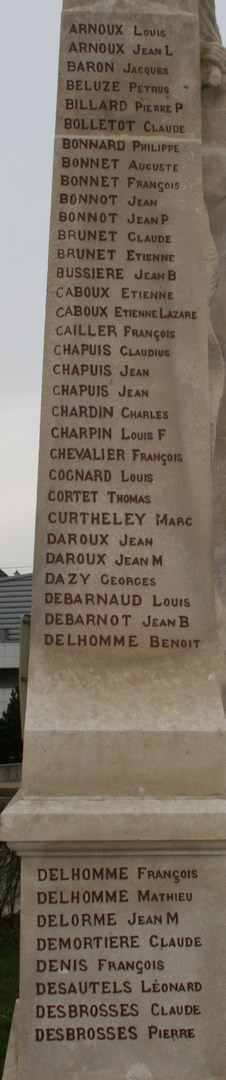 ARNOUX LOUIS
ARNOUX JEAN L
BARON JACQUES
BELUZE PETRUS
BILLARD PIERRE P
BOLLETOT CLAUDE
BONNARD PHILIPPE
BONNET AUGUSTE
BONNET FRANÇOIS
BONNOT JEAN
BONNOT JEAN P
BRUNET CLAUDE
BRUNET ETIENNE
BUSSIERE JEAN B
CABOUX ETIENNE
CABOUX ETIENNE LAZARE
CAILLER FRANÇOIS
CHAPUIS CLAUDIUS
CHAPUIS JEAN
CHAPUIS JEAN
CHARDIN CHARLES
CHARPIN LOUIS F
CHEVALIER FRANÇOIS
COGNARD LOUIS
CORTET THOMAS
CURTHELEY MARC
DAROUX JEAN
DAROUX JEAN M
DAZY GEORGES
DEBARNAUD LOUIS
DEBARNOT JEAN B
DELHOMME BENOIT
DELHOMME FRANÇOIS
DELHOMME MATHIEU
DELORME JEAN M
DEMORTIERE CLAUDE
DENIS FRANÇOIS
DESAUTELS LÉONARD
DESBROSSES CLAUDE
DESBROSSES PIERRE